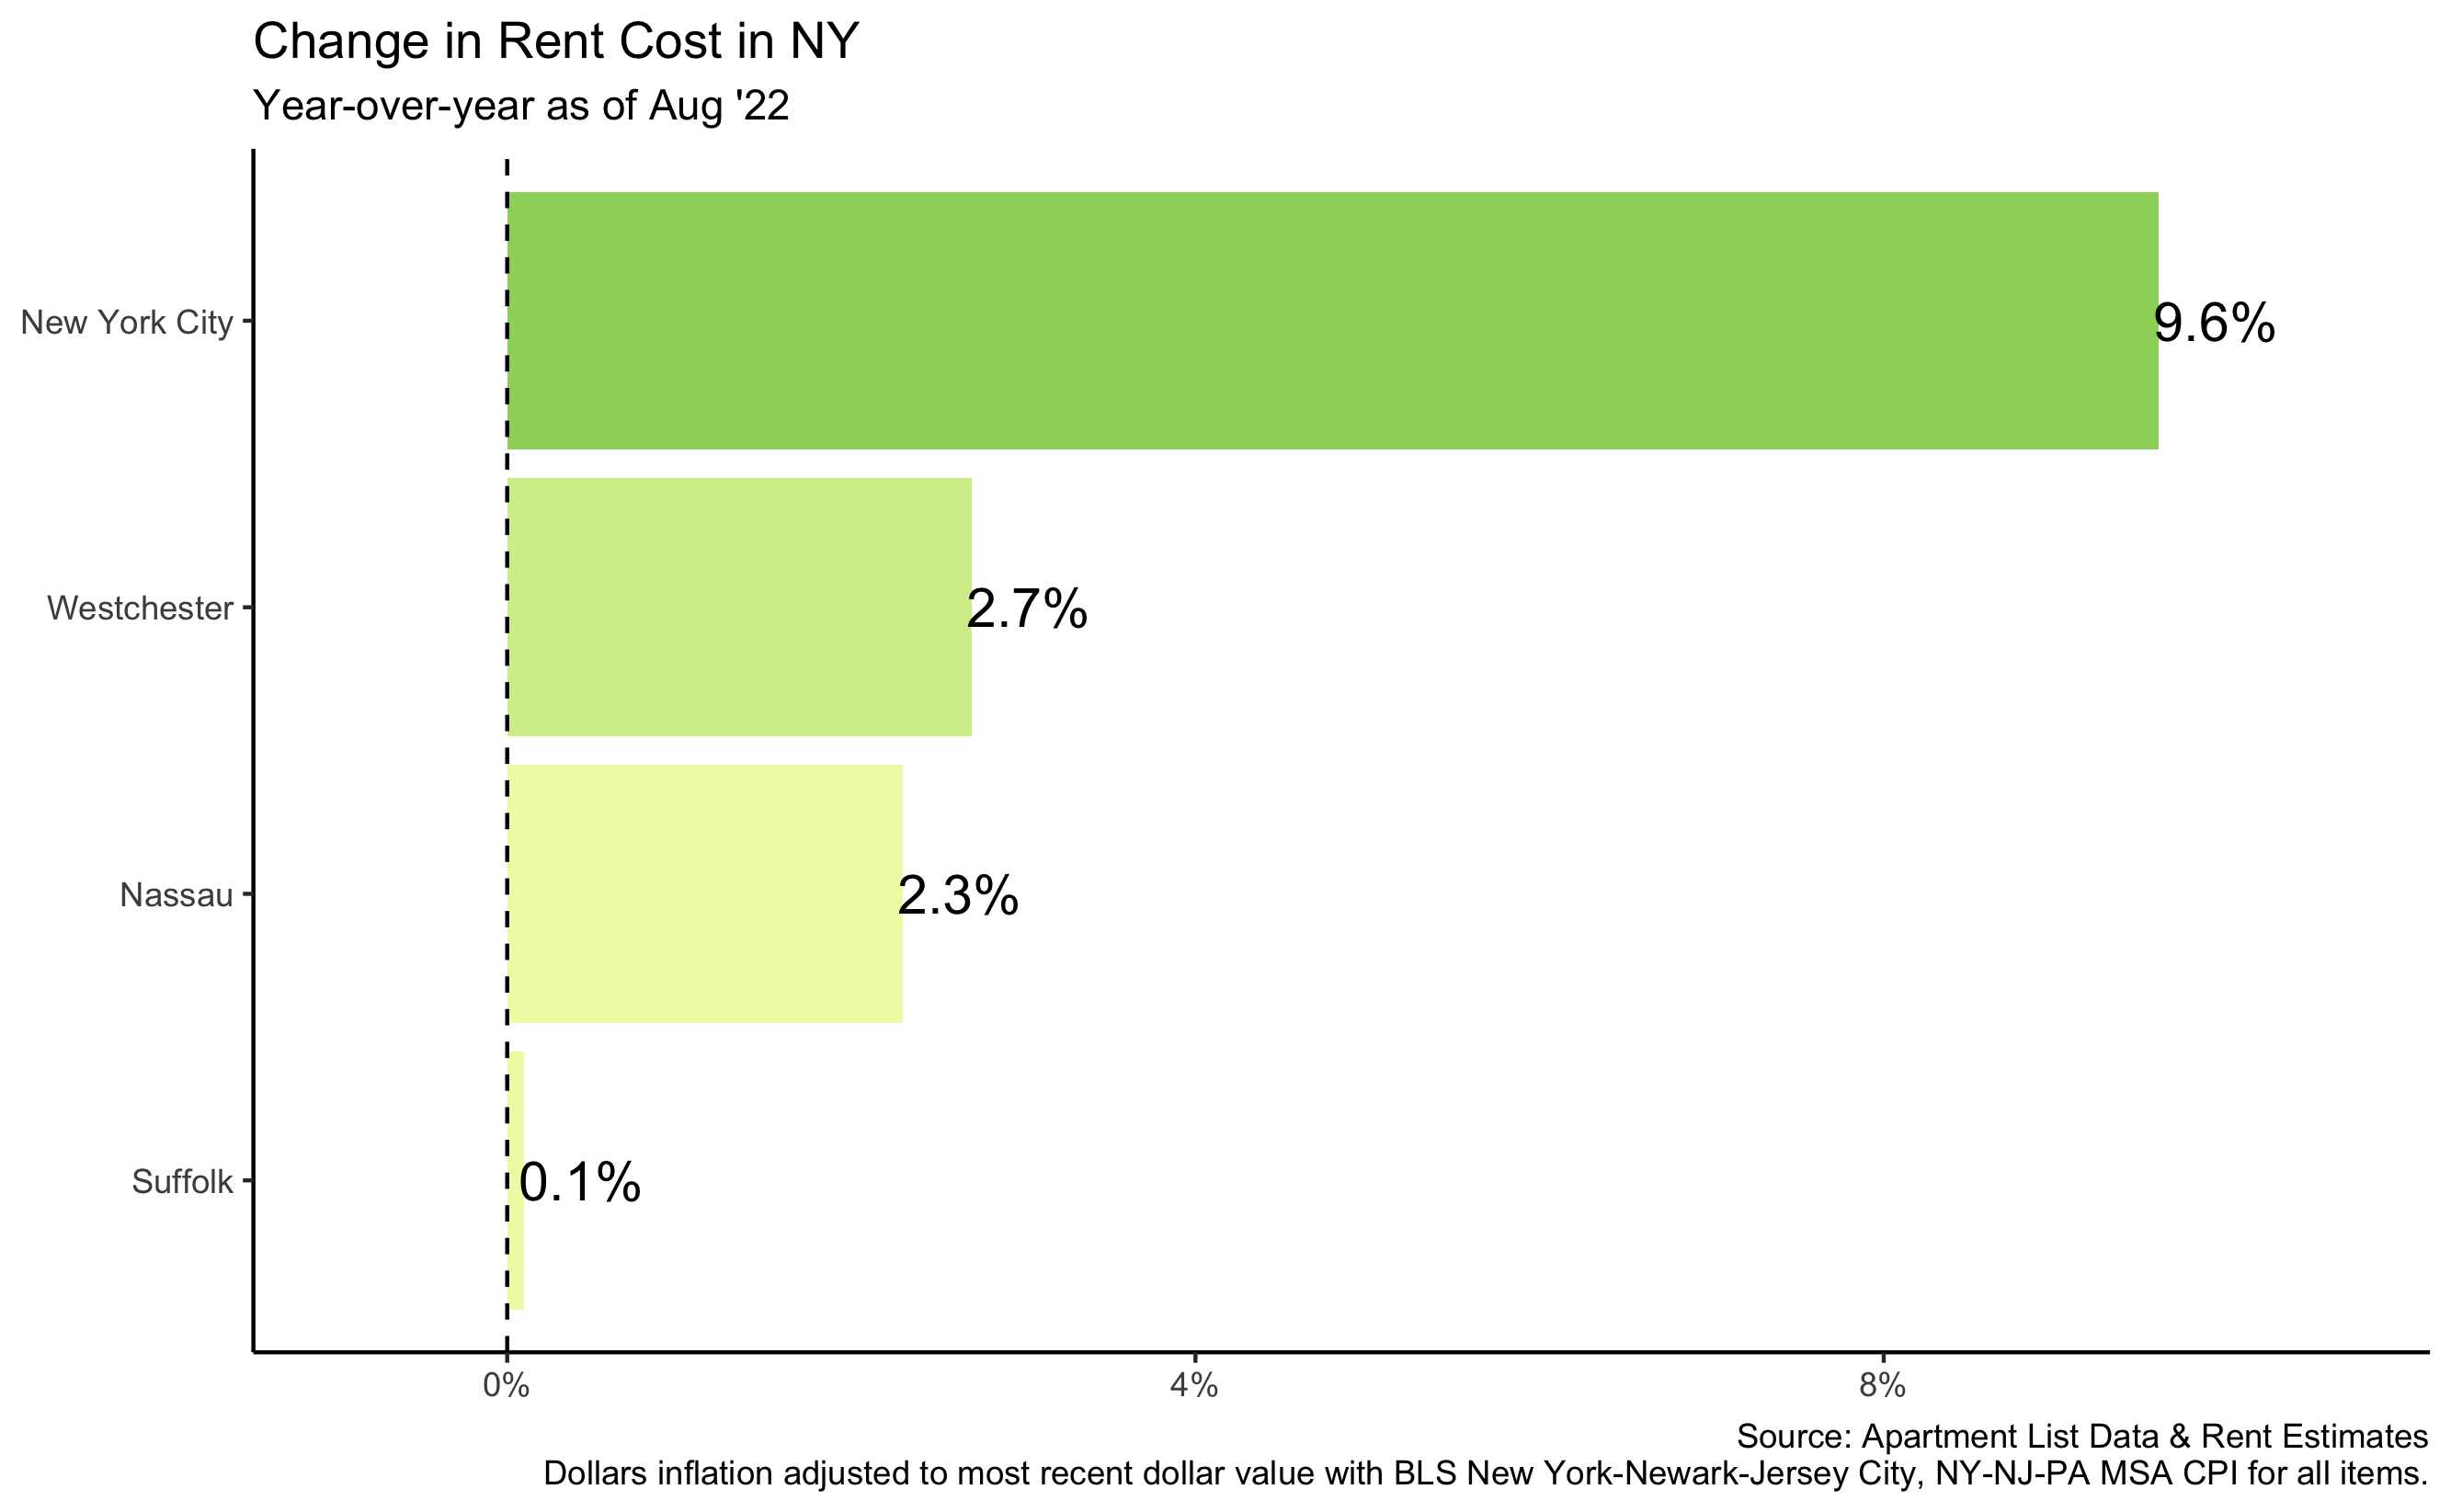 Change in Rent Cost in NY
Year-over-year as of Aug '22
New York City
9.6%
Westchester
2.7%
Nassau
2.3%
Suffolk
0.1%
0%
4%
8%
Source: Apartment List Data & Rent Estimates
Dollars inflation adjusted to most recent dollar value with BLS New York-Newark-Jersey City, NY-NJ-PA MSA CPI for all items.